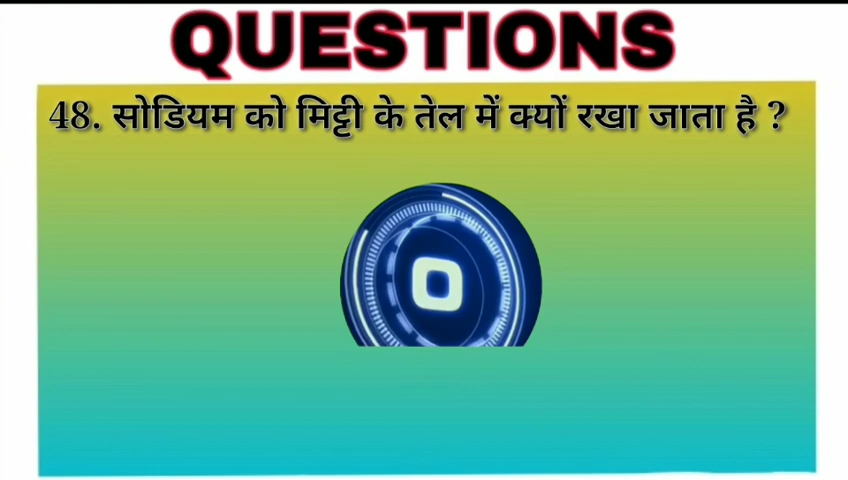 QUESTIONS
48. सोडियम को मिट्टी के तेल में क्यों रखा जाता है ?
0